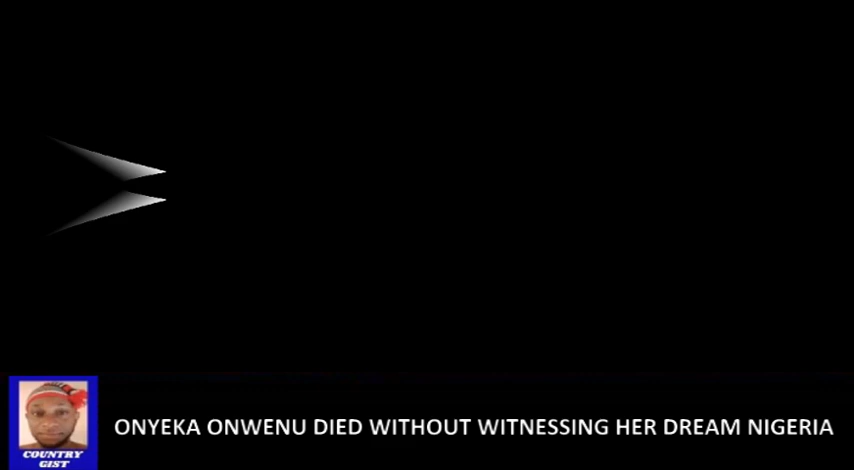 ONYEKA ONWENU DIED WITHOUT WITNESSING HER DREAM NIGERIA
COUNTRY
GIST